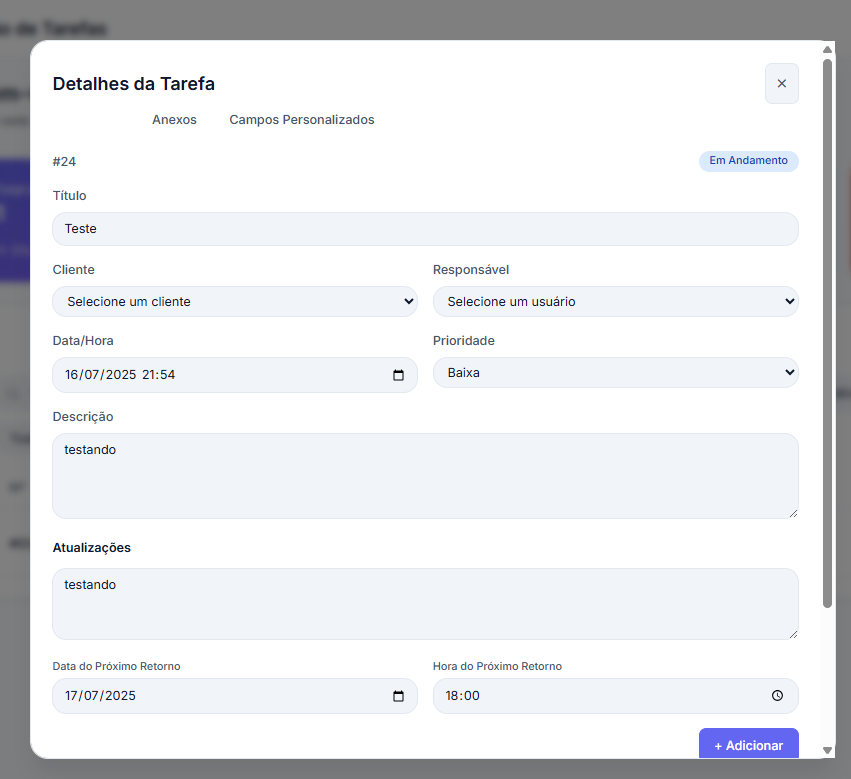 de Tarefas
Detalhes da Tarefa
×
Anexos Campos Personalizados
#24 Em Andamento
Título
Teste
Cliente Responsável
Selecione um cliente Selecione um usuário
Data/Hora Prioridade
16/07/2025 21:54 Baixa
Descrição
testando
Atualizações
testando
Data do Próximo Retorno Hora do Próximo Retorno
17/07/2025 18:00
+ Adicionar